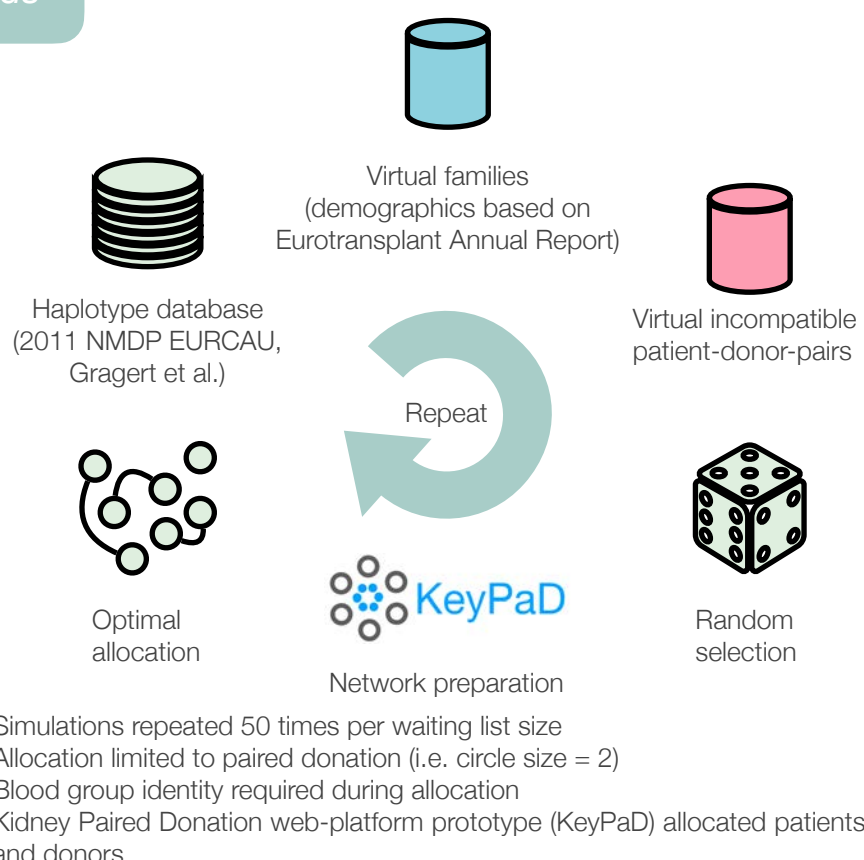 Virtual families
(demographics based on
Eurotransplant Annual Report)
Haplotype database
(2011 NMDP EURCAU,
Gragert et al.)
Virtual incompatible
patient-donor-pairs
Repeat
Optimal
allocation
KeyPaD
Network preparation
Random
selection
Simulations repeated 50 times per waiting list size
Allocation limited to paired donation (i.e. circle size = 2)
Blood group identity required during allocation
Kidney Paired Donation web-platform prototype (KeyPaD) allocated patients
and donors